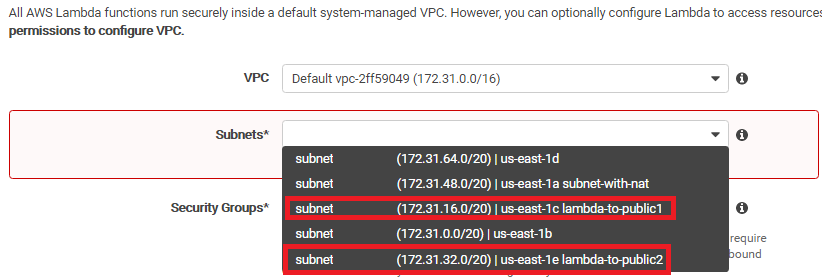 All AWS Lambda functions run securely inside a default system-managed VPC. However, you can optionally configure Lambda to access resources
permissions to configure VPC.
VPC Default vpc-2ff59049 (172.31.0.0/16)
Subnets*
subnet (172.31.64.0/20) | us-east-1d
subnet (172.31.48.0/20) | us-east-1a subnet-with-nat
Security Groups* subnet (172.31.16.0/20) | us-east-1c lambda-to-public1
subnet (172.31.0.0/20) | us-east-1b require
subnet (172.31.32.0/20) | us-east-1e lambda-to-public2 bound